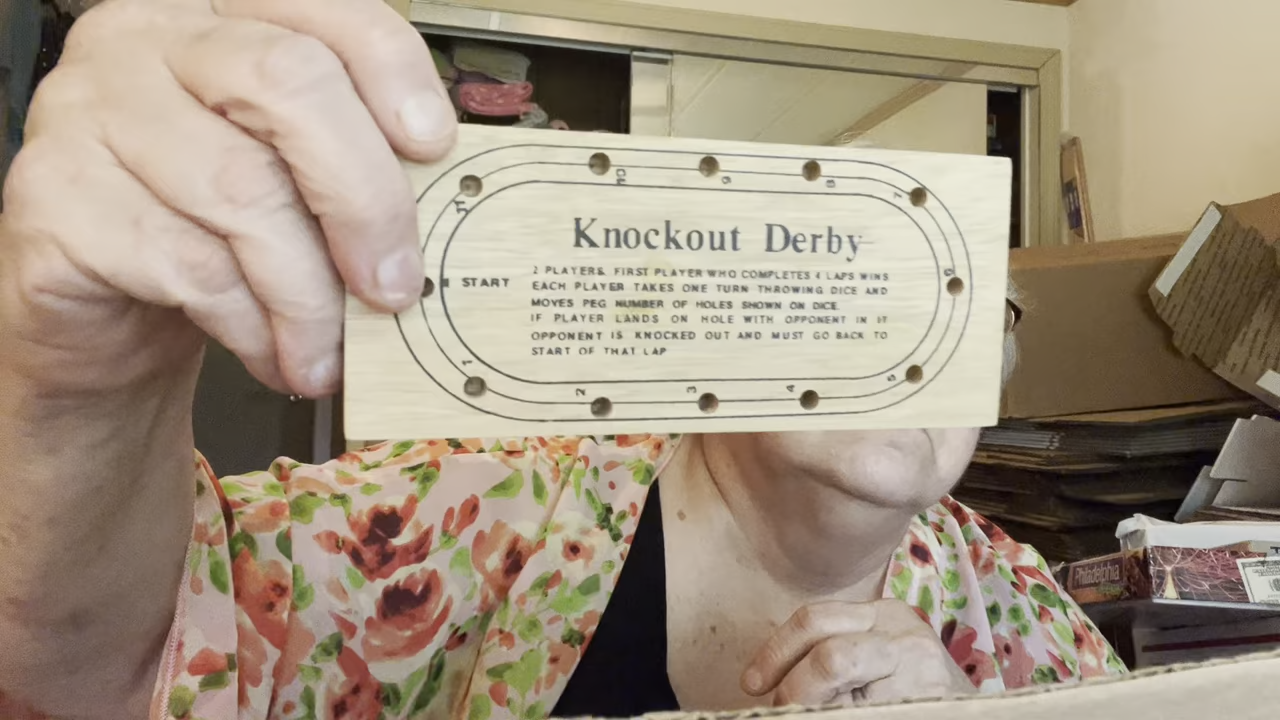 Knockout Derby
2 PLAYERS. FIRST PLAYER WHO COMPLETES 4 LAPS WINS
EACH PLAYER TAKES ONE TURN THROWING DICE AND
MOVES PEG NUMBER OF HOLES SHOWN ON DICE.
IF PLAYER LANDS ON HOLE WITH OPPONENT IN IT
OPPONENT IS KNOCKED OUT AND MUST GO BACK TO
START OF THAT LAP
START
1
2
3
4
5
6
7
8
9
10
11
Philadelphia